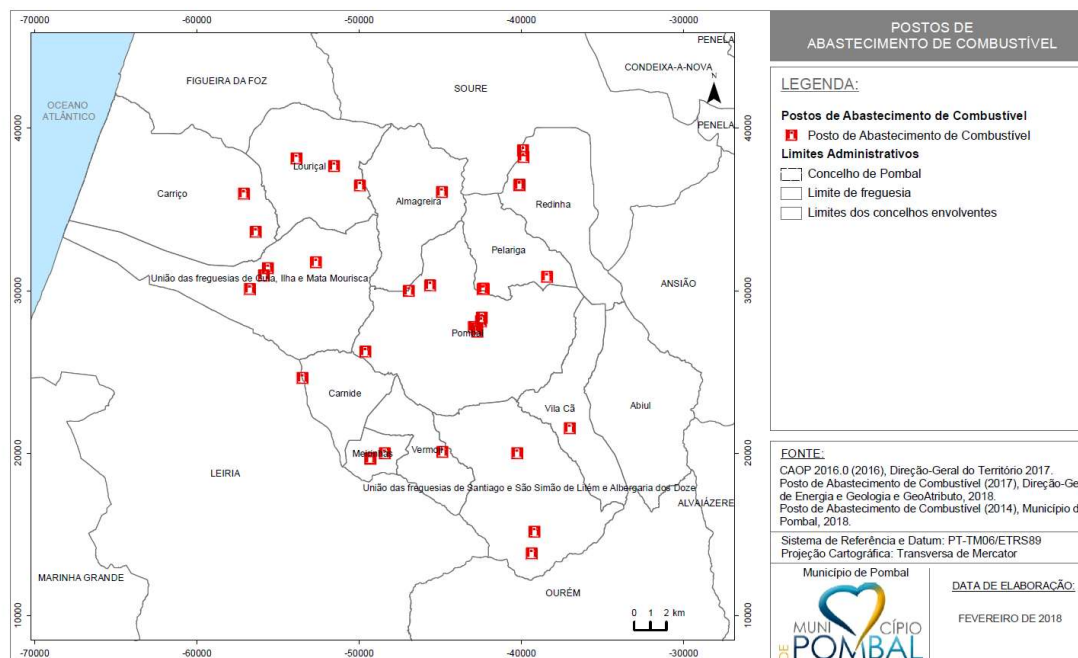 -70000 -60000 -50000 -40000 -30000
PENELA
CONDEIXA-A-NOVA
FIGUEIRA DA FOZ
SOURE
N
OCEANO
ATLÂNTICO
PENELA
40000
40000
Louriçal
Carriço
Almagreira
Redinha
Pelariga
União das freguesias de Guia, Ilha e Mata Mourisca
ANSIÃO
30000
30000
Pombal
Carnide
Vila Cã
Abiul
Meirinhas
Vermoil
20000
20000
LEIRIA
União das freguesias de Santiago e São Simão de Litém e Albergaria dos Doze
ALVAIÁZERE
MARINHA GRANDE
OURÉM
0 1 2 km
10000
10000
-70000 -60000 -50000 -40000 -30000
POSTOS DE
ABASTECIMENTO DE COMBUSTÍVEL
LEGENDA:
Postos de Abastecimento de Combustível
Posto de Abastecimento de Combustível
Limites Administrativos
Concelho de Pombal
Limite de freguesia
Limites dos concelhos envolventes
FONTE:
CAOP 2016.0 (2016), Direção-Geral do Território 2017.
Posto de Abastecimento de Combustível (2017), Direção-Ge
de Energia e Geologia e GeoAtributo, 2018.
Posto de Abastecimento de Combustível (2014), Município d
Pombal, 2018.
Sistema de Referência e Datum: PT-TM06/ETRS89
Projeção Cartográfica: Transversa de Mercator
Município de Pombal
MUNICÍPIO
DE POMBAL
DATA DE ELABORAÇÃO:
FEVEREIRO DE 2018